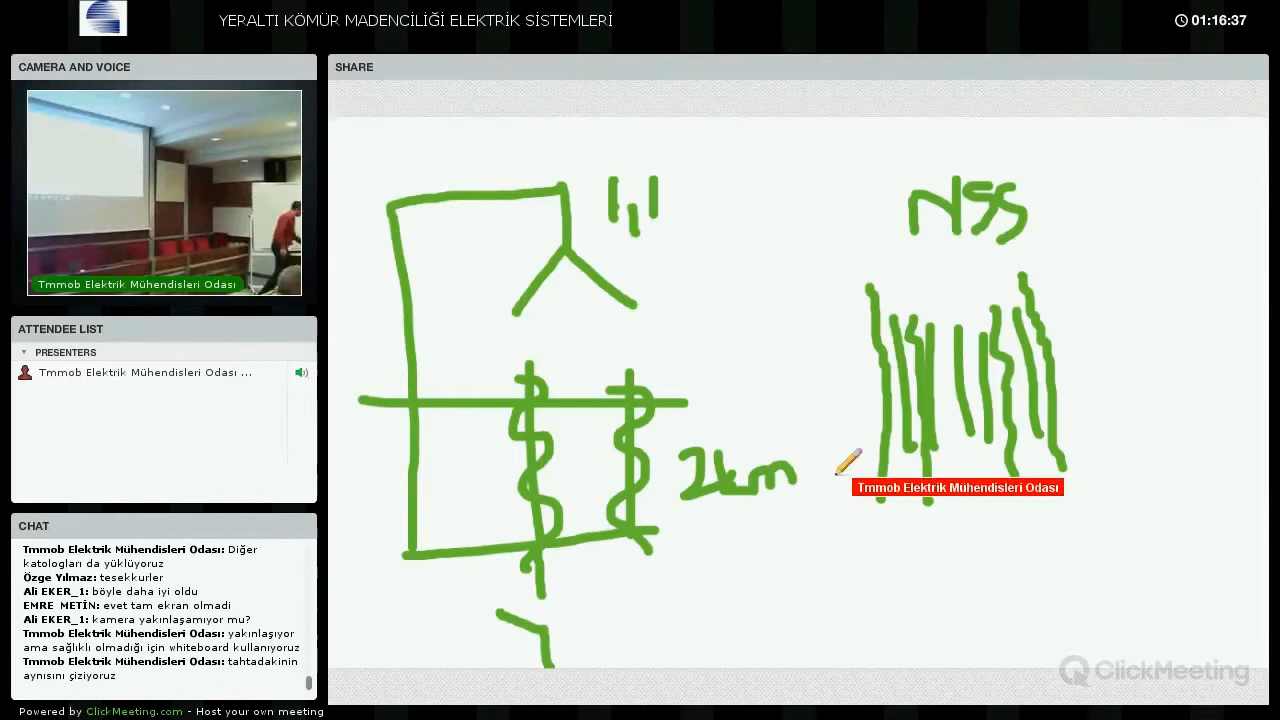 YERALTI KÖMÜR MADENCİLİĞİ ELEKTRİK SİSTEMLERİ
01:16:37
CAMERA AND VOICE
Tmmob Elektrik Mühendisleri Odası
ATTENDEE LIST
PRESENTERS
Tmmob Elektrik Mühendisleri Odası ...
CHAT
Tmmob Elektrik Mühendisleri Odası: Diğer
katologları da yüklüyoruz
Özge Yılmaz: tesekkurler
Ali EKER_1: böyle daha iyi oldu
EMRE METİN: evet tam ekran olmadi
Ali EKER_1: kamera yakınlaşamıyor mu?
Tmmob Elektrik Mühendisleri Odası: yakınlaşıyor
ama sağlıklı olmadığı için whiteboard kullanıyoruz
Tmmob Elektrik Mühendisleri Odası: tahtadakinin
aynısını çiziyoruz
Powered by ClickMeeting.com - Host your own meeting
SHARE
1,1
NSS
2km
Tmmob Elektrik Mühendisleri Odası
ClickMeeting